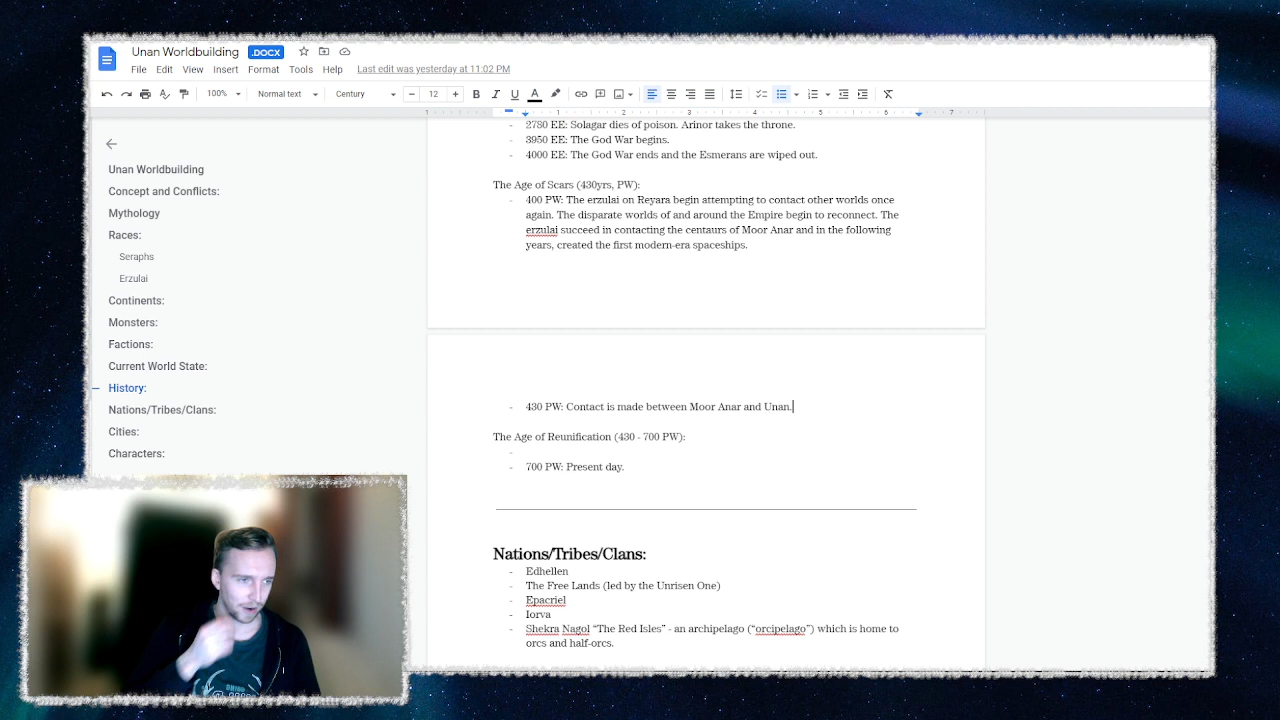 Unan Worldbuilding .DOCX
File Edit View Insert Format Tools Help Last edit was yesterday at 11:02 PM
100% Normal text Century 12
1 1 2 3 4 5 6 7
Unan Worldbuilding
Concept and Conflicts:
Mythology
Races:
Seraphs
Erzulai
Continents:
Monsters:
Factions:
Current World State:
History:
Nations/Tribes/Clans:
Cities:
Characters:
- 2780 EE: Solagar dies of poison. Arinor takes the throne.
- 3950 EE: The God War begins.
- 4000 EE: The God War ends and the Esmerans are wiped out.
The Age of Scars (430yrs, PW):
- 400 PW: The erzulai on Reyara begin attempting to contact other worlds once
again. The disparate worlds of and around the Empire begin to reconnect. The
erzulai succeed in contacting the centaurs of Moor Anar and in the following
years, created the first modern-era spaceships.
- 430 PW: Contact is made between Moor Anar and Unan.
The Age of Reunification (430 - 700 PW):
-
- 700 PW: Present day.
Nations/Tribes/Clans:
- Edhellen
- The Free Lands (led by the Unrisen One)
- Epacriel
- Iorva
- Shekra Nagol “The Red Isles” - an archipelago (“orcipelago”) which is home to
orcs and half-orcs.